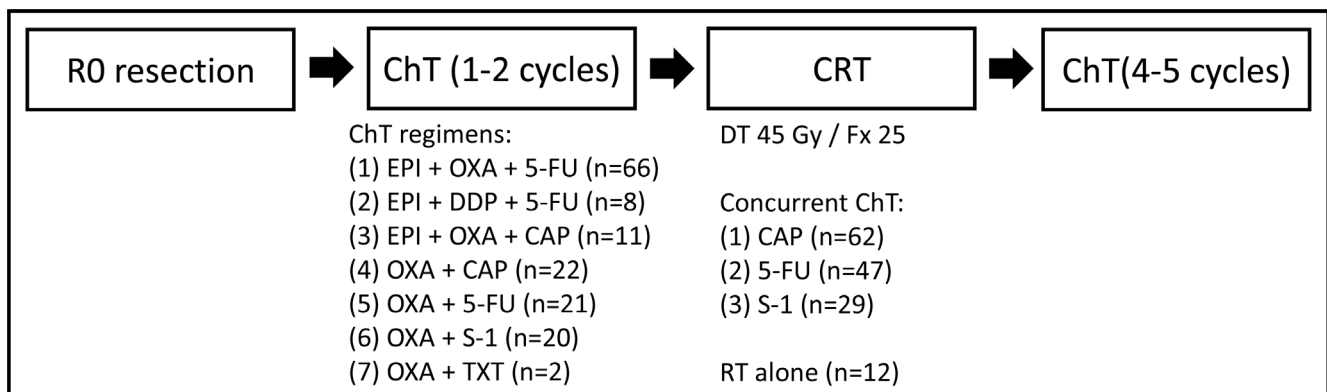 R0 resection
ChT (1-2 cycles)
CRT
ChT(4-5 cycles)
ChT regimens:
(1) EPI + OXA + 5-FU (n=66)
(2) EPI + DDP + 5-FU (n=8)
(3) EPI + OXA + CAP (n=11)
(4) OXA + CAP (n=22)
(5) OXA + 5-FU (n=21)
(6) OXA + S-1 (n=20)
(7) OXA + TXT (n=2)
DT 45 Gy / Fx 25
Concurrent ChT:
(1) CAP (n=62)
(2) 5-FU (n=47)
(3) S-1 (n=29)
RT alone (n=12)